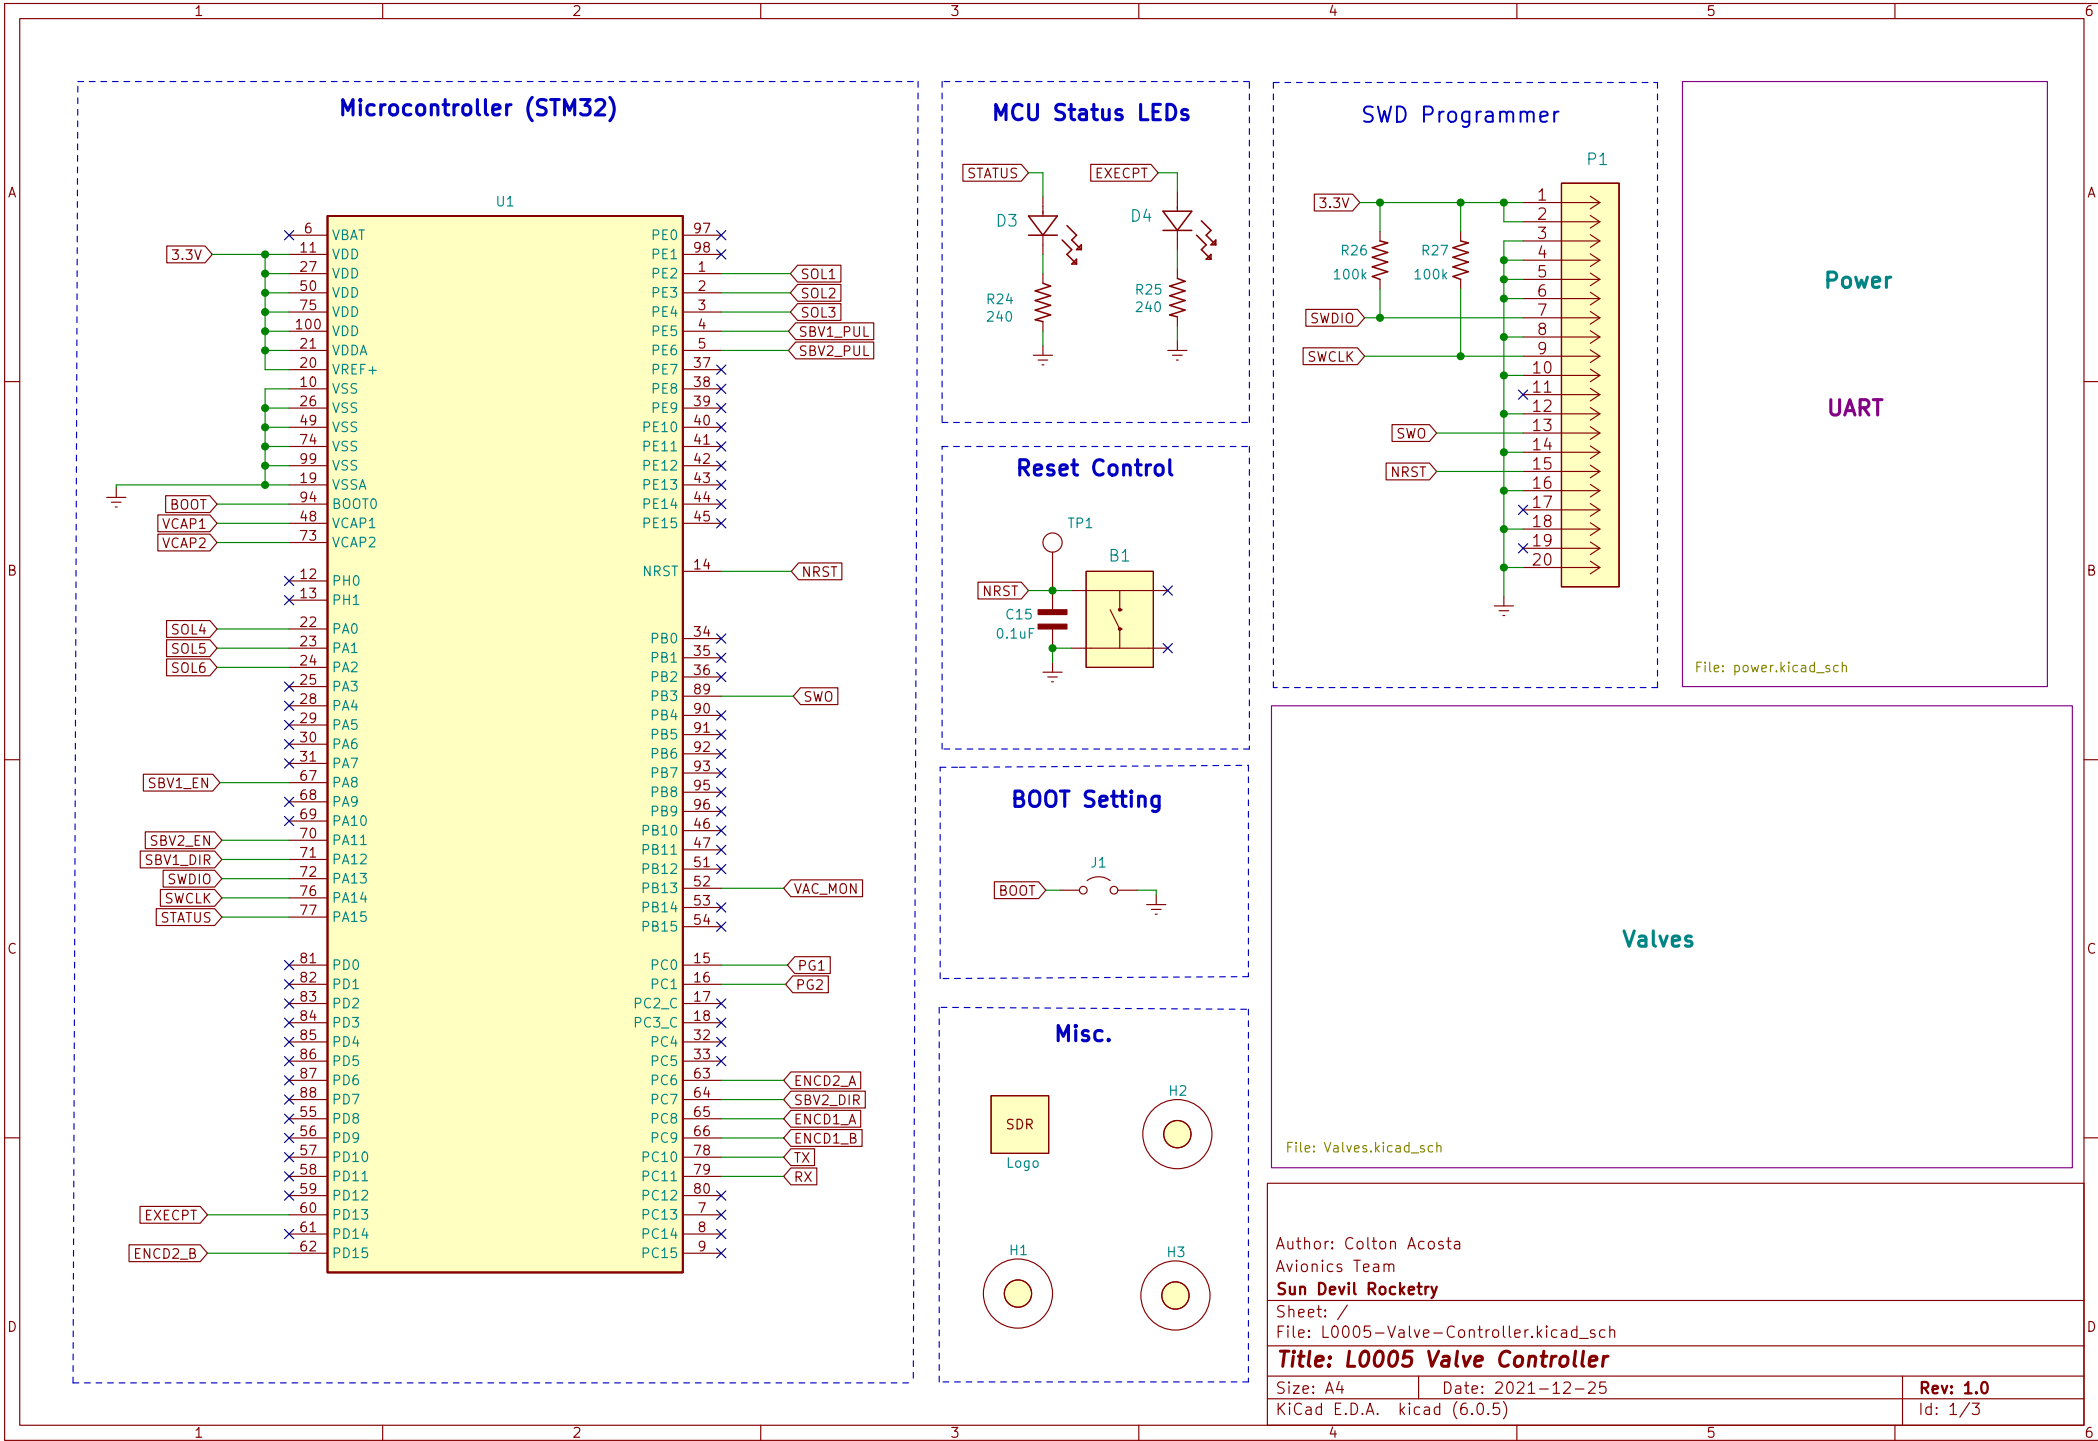 1 2 3 4 5 6
A
B
C
D
Microcontroller (STM32)
U1
3.3V
BOOT
VCAP1
VCAP2
SOL4
SOL5
SOL6
SBV1_EN
SBV2_EN
SBV1_DIR
SWDIO
SWCLK
STATUS
EXECPT
ENCD2_B
6 VBAT
11 VDD
27 VDD
50 VDD
75 VDD
100 VDD
21 VDDA
20 VREF+
10 VSS
26 VSS
49 VSS
74 VSS
99 VSS
19 VSSA
94 BOOT0
48 VCAP1
73 VCAP2
12 PH0
13 PH1
22 PA0
23 PA1
24 PA2
25 PA3
28 PA4
29 PA5
30 PA6
31 PA7
67 PA8
68 PA9
69 PA10
70 PA11
71 PA12
72 PA13
76 PA14
77 PA15
81 PD0
82 PD1
83 PD2
84 PD3
85 PD4
86 PD5
87 PD6
88 PD7
55 PD8
56 PD9
57 PD10
58 PD11
59 PD12
60 PD13
61 PD14
62 PD15
PE0 97
PE1 98
PE2 1 SOL1
PE3 2 SOL2
PE4 3 SOL3
PE5 4 SBV1_PUL
PE6 5 SBV2_PUL
PE7 37
PE8 38
PE9 39
PE10 40
PE11 41
PE12 42
PE13 43
PE14 44
PE15 45
NRST 14 NRST
PB0 34
PB1 35
PB2 36
PB3 89 SWO
PB4 90
PB5 91
PB6 92
PB7 93
PB8 95
PB9 96
PB10 46
PB11 47
PB12 51
PB13 52 VAC_MON
PB14 53
PB15 54
PC0 15 PG1
PC1 16 PG2
PC2_C 17
PC3_C 18
PC4 32
PC5 33
PC6 63 ENCD2_A
PC7 64 SBV2_DIR
PC8 65 ENCD1_A
PC9 66 ENCD1_B
PC10 78 TX
PC11 79 RX
PC12 80
PC13 7
PC14 8
PC15 9
MCU Status LEDs
STATUS EXECPT
D3 D4
R24
240
R25
240
Reset Control
TP1
B1
NRST
C15
0.1uF
BOOT Setting
J1
BOOT
Misc.
SDR
Logo
H2
H1
H3
SWD Programmer
P1
3.3V
R26
100k
R27
100k
SWDIO
SWCLK
SWO
NRST
1
2
3
4
5
6
7
8
9
10
11
12
13
14
15
16
17
18
19
20
Power
UART
File: power.kicad_sch
Valves
File: Valves.kicad_sch
Author: Colton Acosta
Avionics Team
Sun Devil Rocketry
Sheet: /
File: L0005-Valve-Controller.kicad_sch
Title: L0005 Valve Controller
Size: A4 Date: 2021-12-25 Rev: 1.0
KiCad E.D.A. kicad (6.0.5) Id: 1/3
A
B
C
D
1 2 3 4 5 6